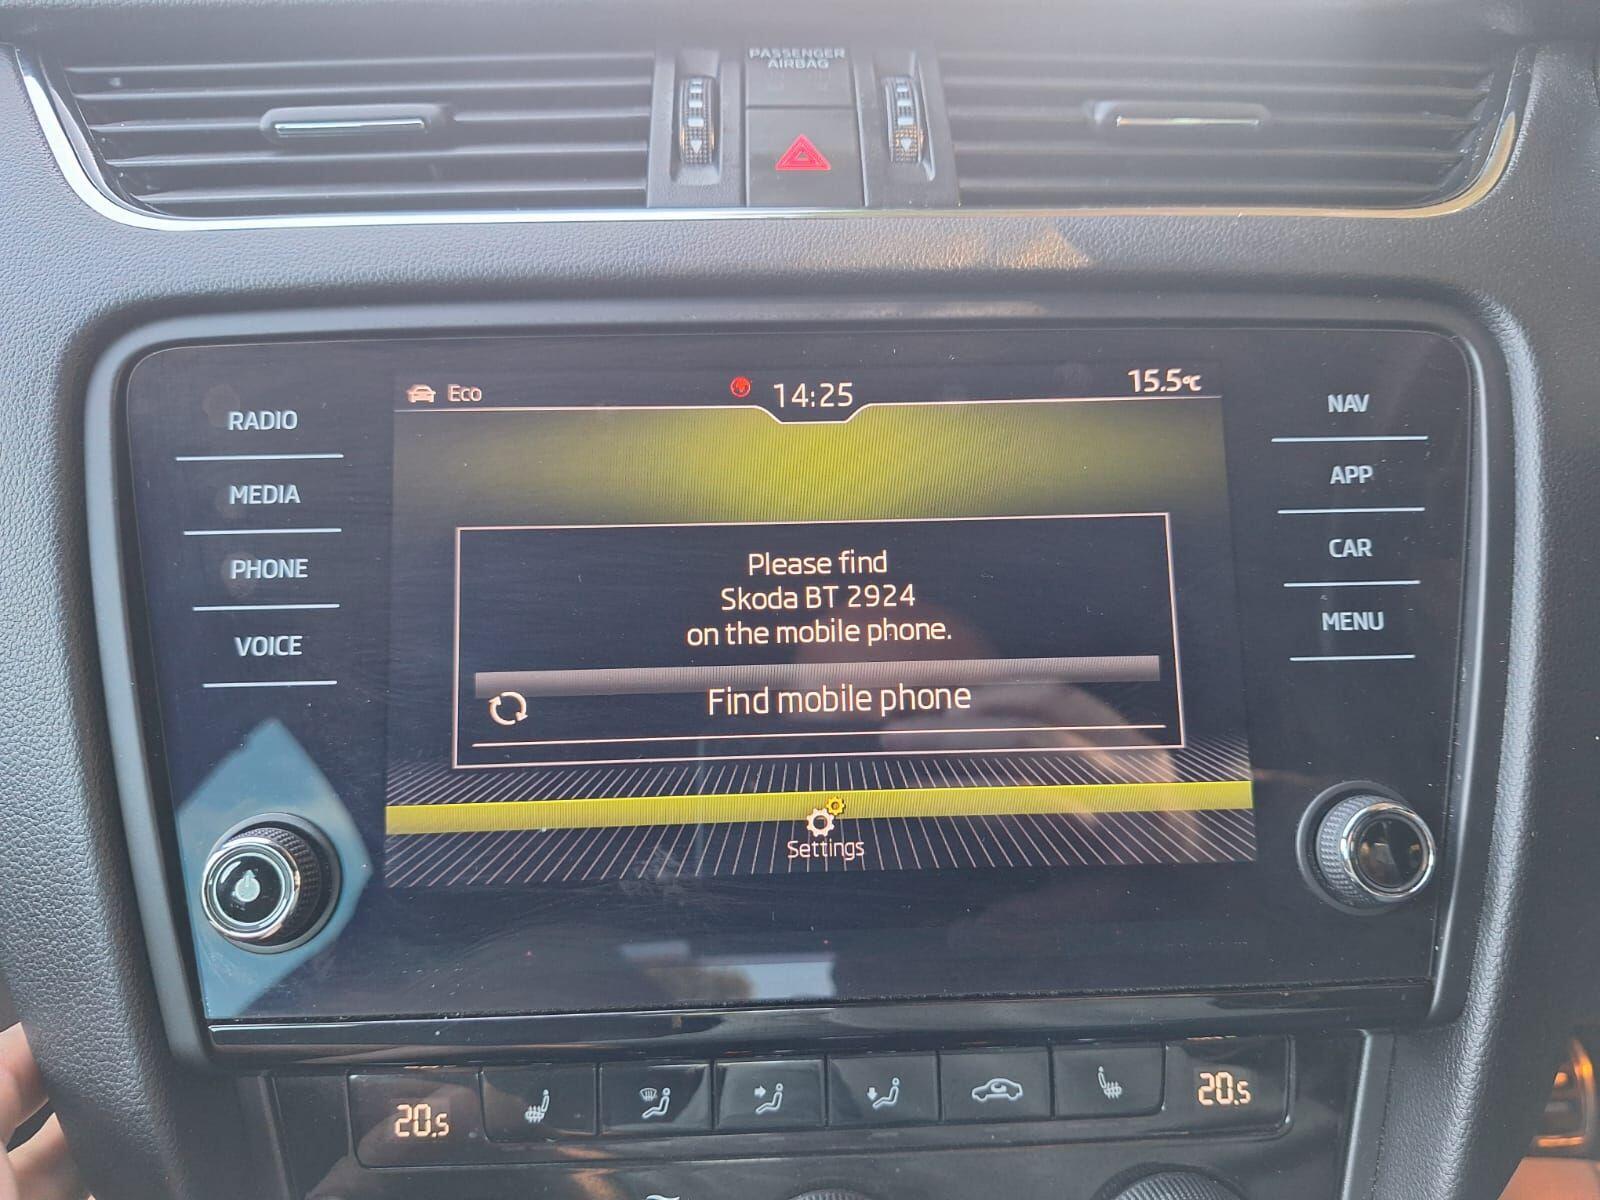 PASSENGER
AIRBAG
Eco
14:25
15.5°C
RADIO
MEDIA
PHONE
VOICE
NAV
APP
CAR
MENU
Please find
Skoda BT 2924
on the mobile phone.
Find mobile phone
Settings
20.5
20.5